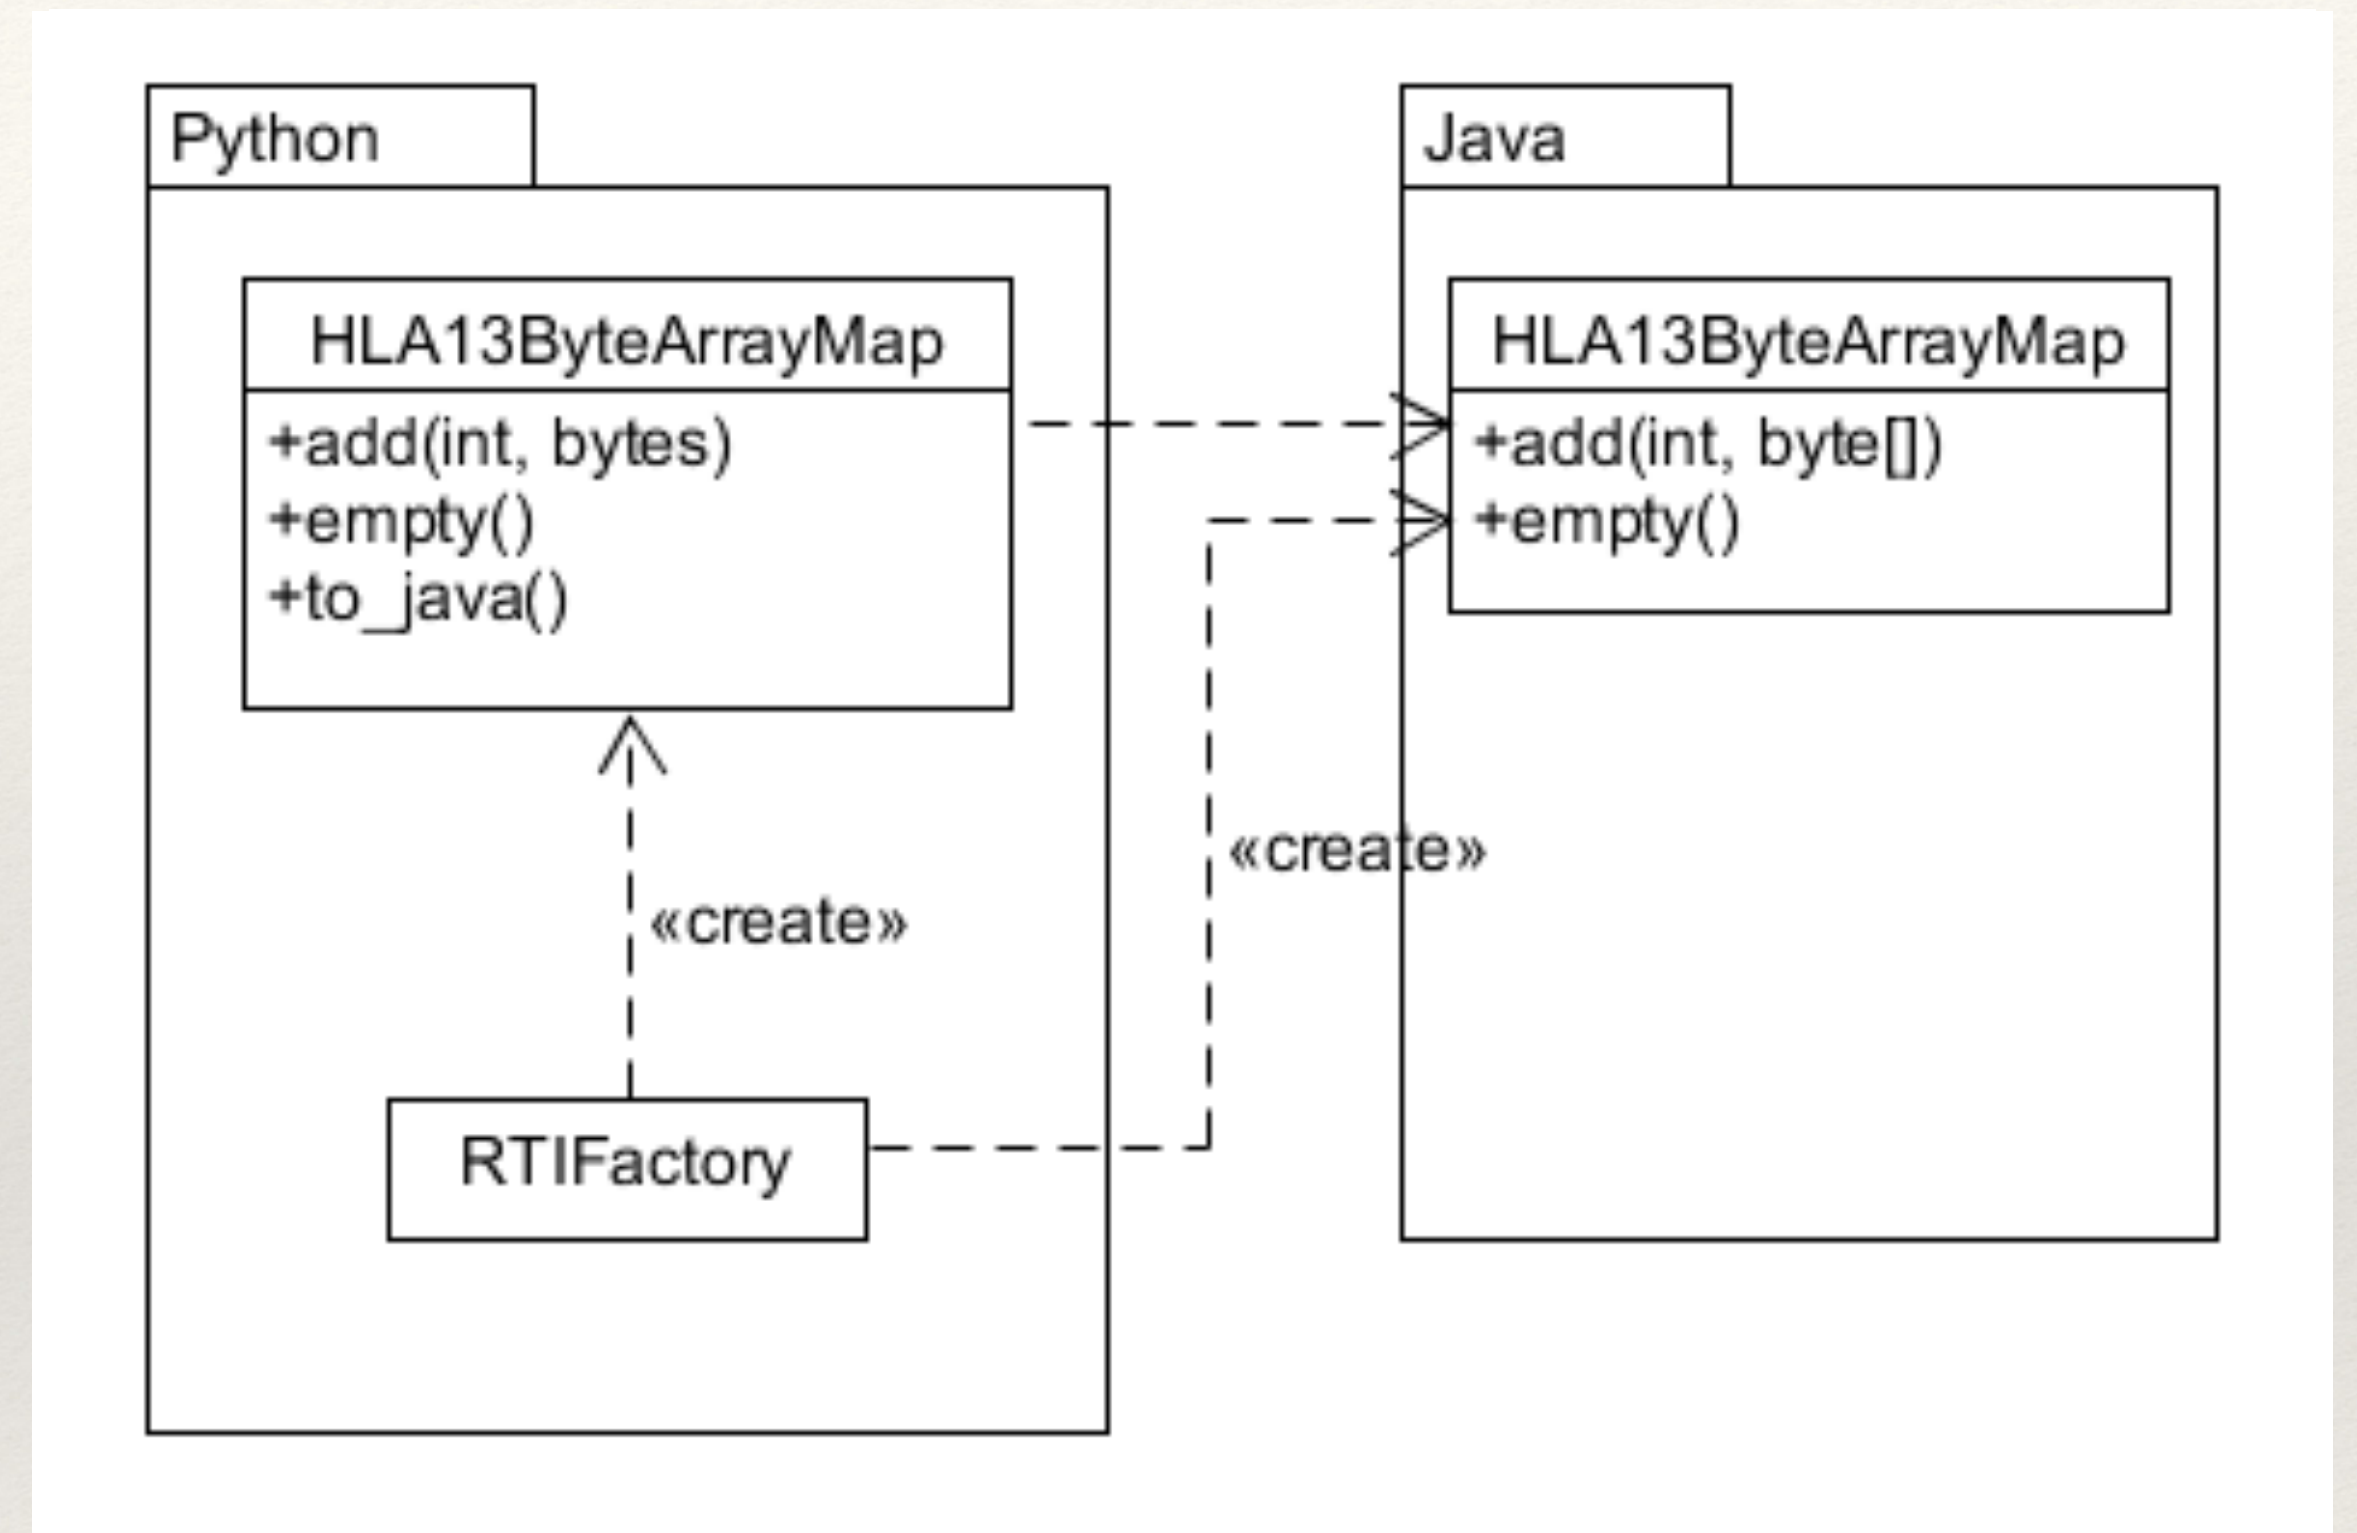 Python
HLA13ByteArrayMap
+add(int, bytes)
+empty()
+to_java()
«create»
RTIFactory
«create»
Java
HLA13ByteArrayMap
+add(int, byte[])
+empty()